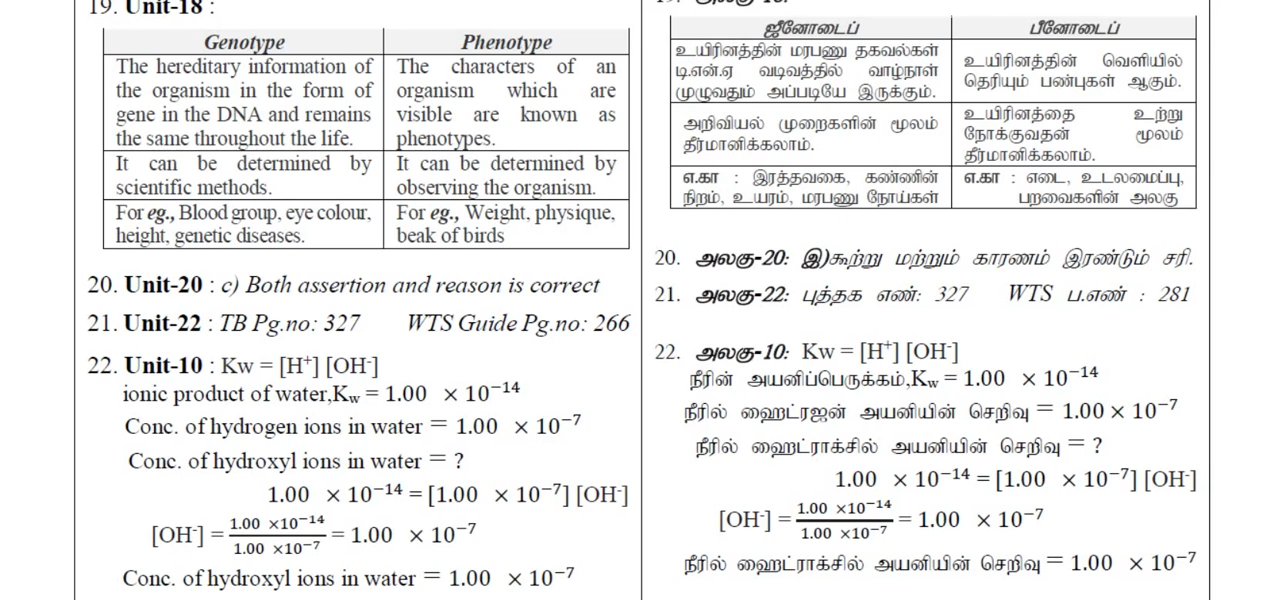 19. Unit-18 :
Genotype Phenotype
The hereditary information of
the organism in the form of
gene in the DNA and remains
the same throughout the life.
The characters of an
organism which are
visible are known as
phenotypes.
It can be determined by
scientific methods.
It can be determined by
observing the organism.
For eg., Blood group, eye colour,
height, genetic diseases.
For eg., Weight, physique,
beak of birds
20. Unit-20 : c) Both assertion and reason is correct
21. Unit-22 : TB Pg.no: 327 WTS Guide Pg.no: 266
22. Unit-10 : Kw = [H⁺] [OH⁻]
ionic product of water,K_w = 1.00 × 10⁻¹⁴
Conc. of hydrogen ions in water = 1.00 × 10⁻⁷
Conc. of hydroxyl ions in water = ?
1.00 × 10⁻¹⁴ = [1.00 × 10⁻⁷] [OH⁻]
[OH⁻] = 1.00 ×10⁻¹⁴ / 1.00 ×10⁻⁷ = 1.00 × 10⁻⁷
Conc. of hydroxyl ions in water = 1.00 × 10⁻⁷
19. அலகு-18:
ஜீனோடைப் பீனோடைப்
உயிரினத்தின் மரபணு தகவல்கள்
டி.என்.ஏ வடிவத்தில் வாழ்நாள்
முழுவதும் அப்படியே இருக்கும்.
உயிரினத்தின் வெளியில்
தெரியும் பண்புகள் ஆகும்.
அறிவியல் முறைகளின் மூலம்
தீர்மானிக்கலாம்.
உயிரினத்தை உற்று
நோக்குவதன் மூலம்
தீர்மானிக்கலாம்.
எ.கா : இரத்தவகை, கண்ணின்
நிறம், உயரம், மரபணு நோய்கள்
எ.கா : எடை, உடலமைப்பு,
பறவைகளின் அலகு
20. அலகு-20: இ)கூற்று மற்றும் காரணம் இரண்டும் சரி.
21. அலகு-22: புத்தக எண்: 327 WTS ப.எண் : 281
22. அலகு-10: Kw = [H⁺] [OH⁻]
நீரின் அயனிப்பெருக்கம்,K_w = 1.00 × 10⁻¹⁴
நீரில் ஹைட்ரஜன் அயனியின் செறிவு = 1.00 × 10⁻⁷
நீரில் ஹைட்ராக்சில் அயனியின் செறிவு = ?
1.00 × 10⁻¹⁴ = [1.00 × 10⁻⁷] [OH⁻]
[OH⁻] = 1.00 ×10⁻¹⁴ / 1.00 ×10⁻⁷ = 1.00 × 10⁻⁷
நீரில் ஹைட்ராக்சில் அயனியின் செறிவு = 1.00 × 10⁻⁷